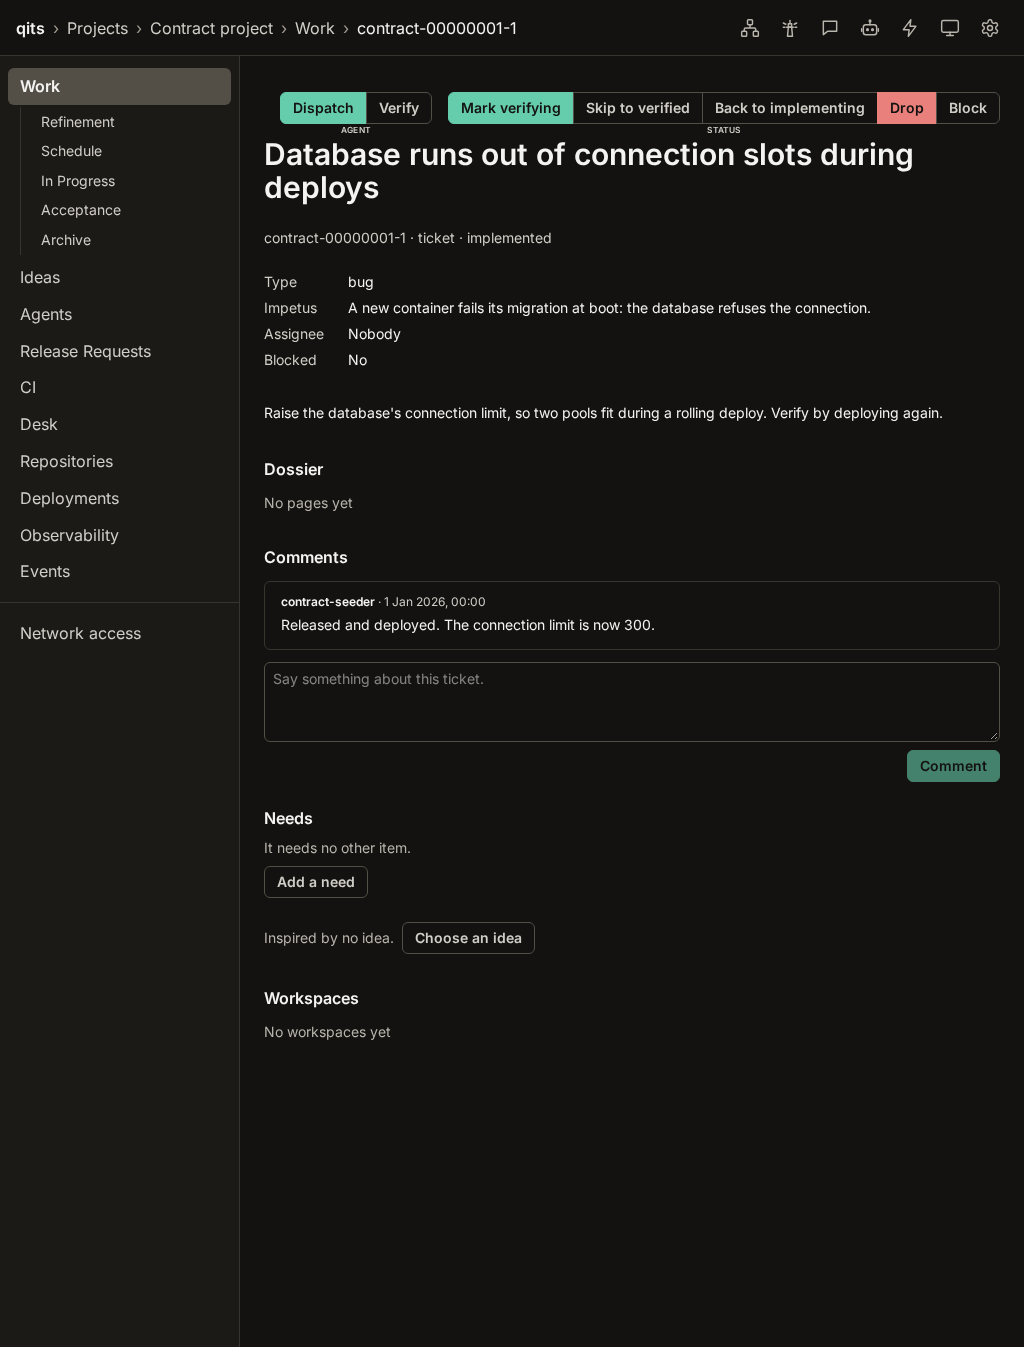 qits › Projects › Contract project › Work › contract-00000001-1
Work
Refinement
Schedule
In Progress
Acceptance
Archive
Ideas
Agents
Release Requests
CI
Desk
Repositories
Deployments
Observability
Events
Network access
Dispatch Verify
AGENT
Mark verifying Skip to verified Back to implementing Drop Block
STATUS
Database runs out of connection slots during
deploys
contract-00000001-1 · ticket · implemented
Type bug
Impetus A new container fails its migration at boot: the database refuses the connection.
Assignee Nobody
Blocked No
Raise the database's connection limit, so two pools fit during a rolling deploy. Verify by deploying again.
Dossier
No pages yet
Comments
contract-seeder · 1 Jan 2026, 00:00
Released and deployed. The connection limit is now 300.
Say something about this ticket.
Comment
Needs
It needs no other item.
Add a need
Inspired by no idea. Choose an idea
Workspaces
No workspaces yet